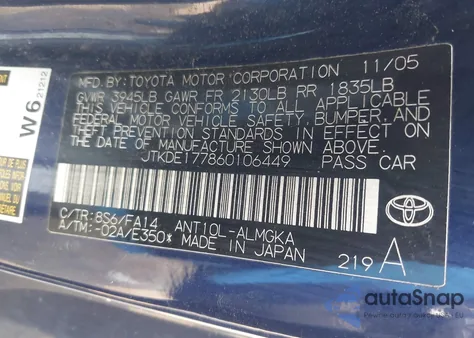 MFD. BY: TOYOTA MOTOR CORPORATION 11/05
GVWR 3945LB GAWR FR 2130LB RR 1835LB
THIS VEHICLE CONFORMS TO ALL APPLICABLE
FEDERAL MOTOR VEHICLE SAFETY, BUMPER, AND
THEFT PREVENTION STANDARDS IN EFFECT ON
THE DATE OF MANUFACTURE SHOWN ABOVE.
JTKDE177860106449 PASS CAR
C/TR: 8S6/FA14 ANT10L-ALMGKA
A/TM: -02A/E350* MADE IN JAPAN
TOYOTA
219 A
W6 21212
autoSnap